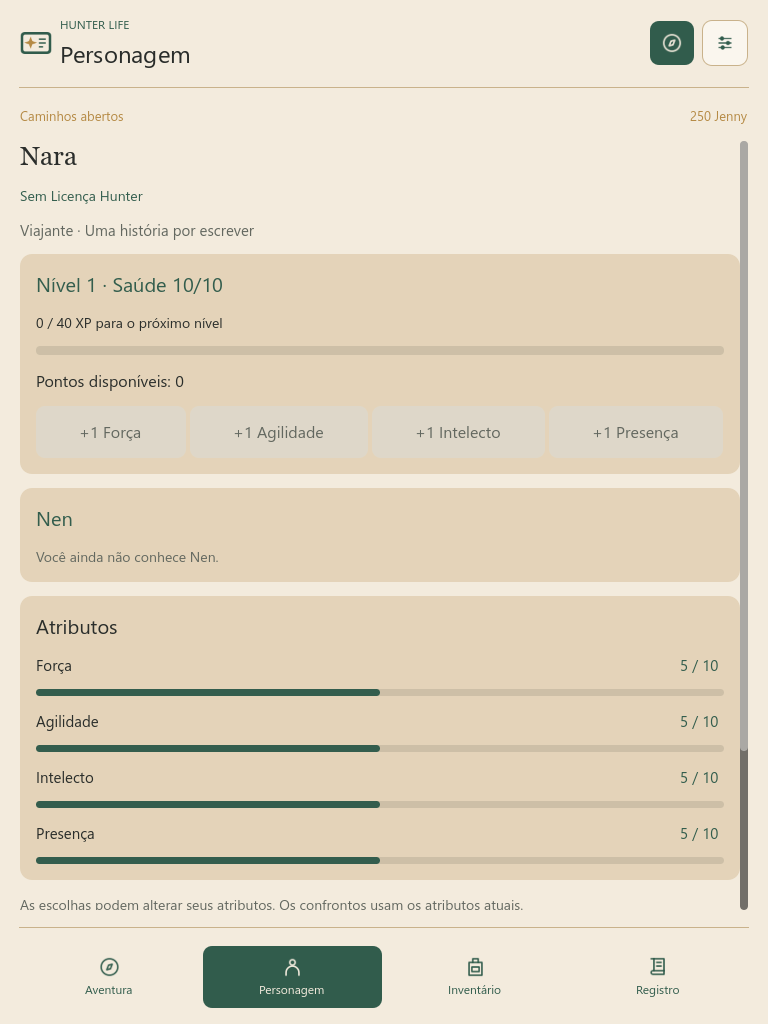 HUNTER LIFE
Personagem
Caminhos abertos
250 Jenny
Nara
Sem Licença Hunter
Viajante · Uma história por escrever
Nível 1 · Saúde 10/10
0 / 40 XP para o próximo nível
Pontos disponíveis: 0
+1 Força
+1 Agilidade
+1 Intelecto
+1 Presença
Nen
Você ainda não conhece Nen.
Atributos
Força
5 / 10
Agilidade
5 / 10
Intelecto
5 / 10
Presença
5 / 10
As escolhas podem alterar seus atributos. Os confrontos usam os atributos atuais.
Aventura
Personagem
Inventário
Registro